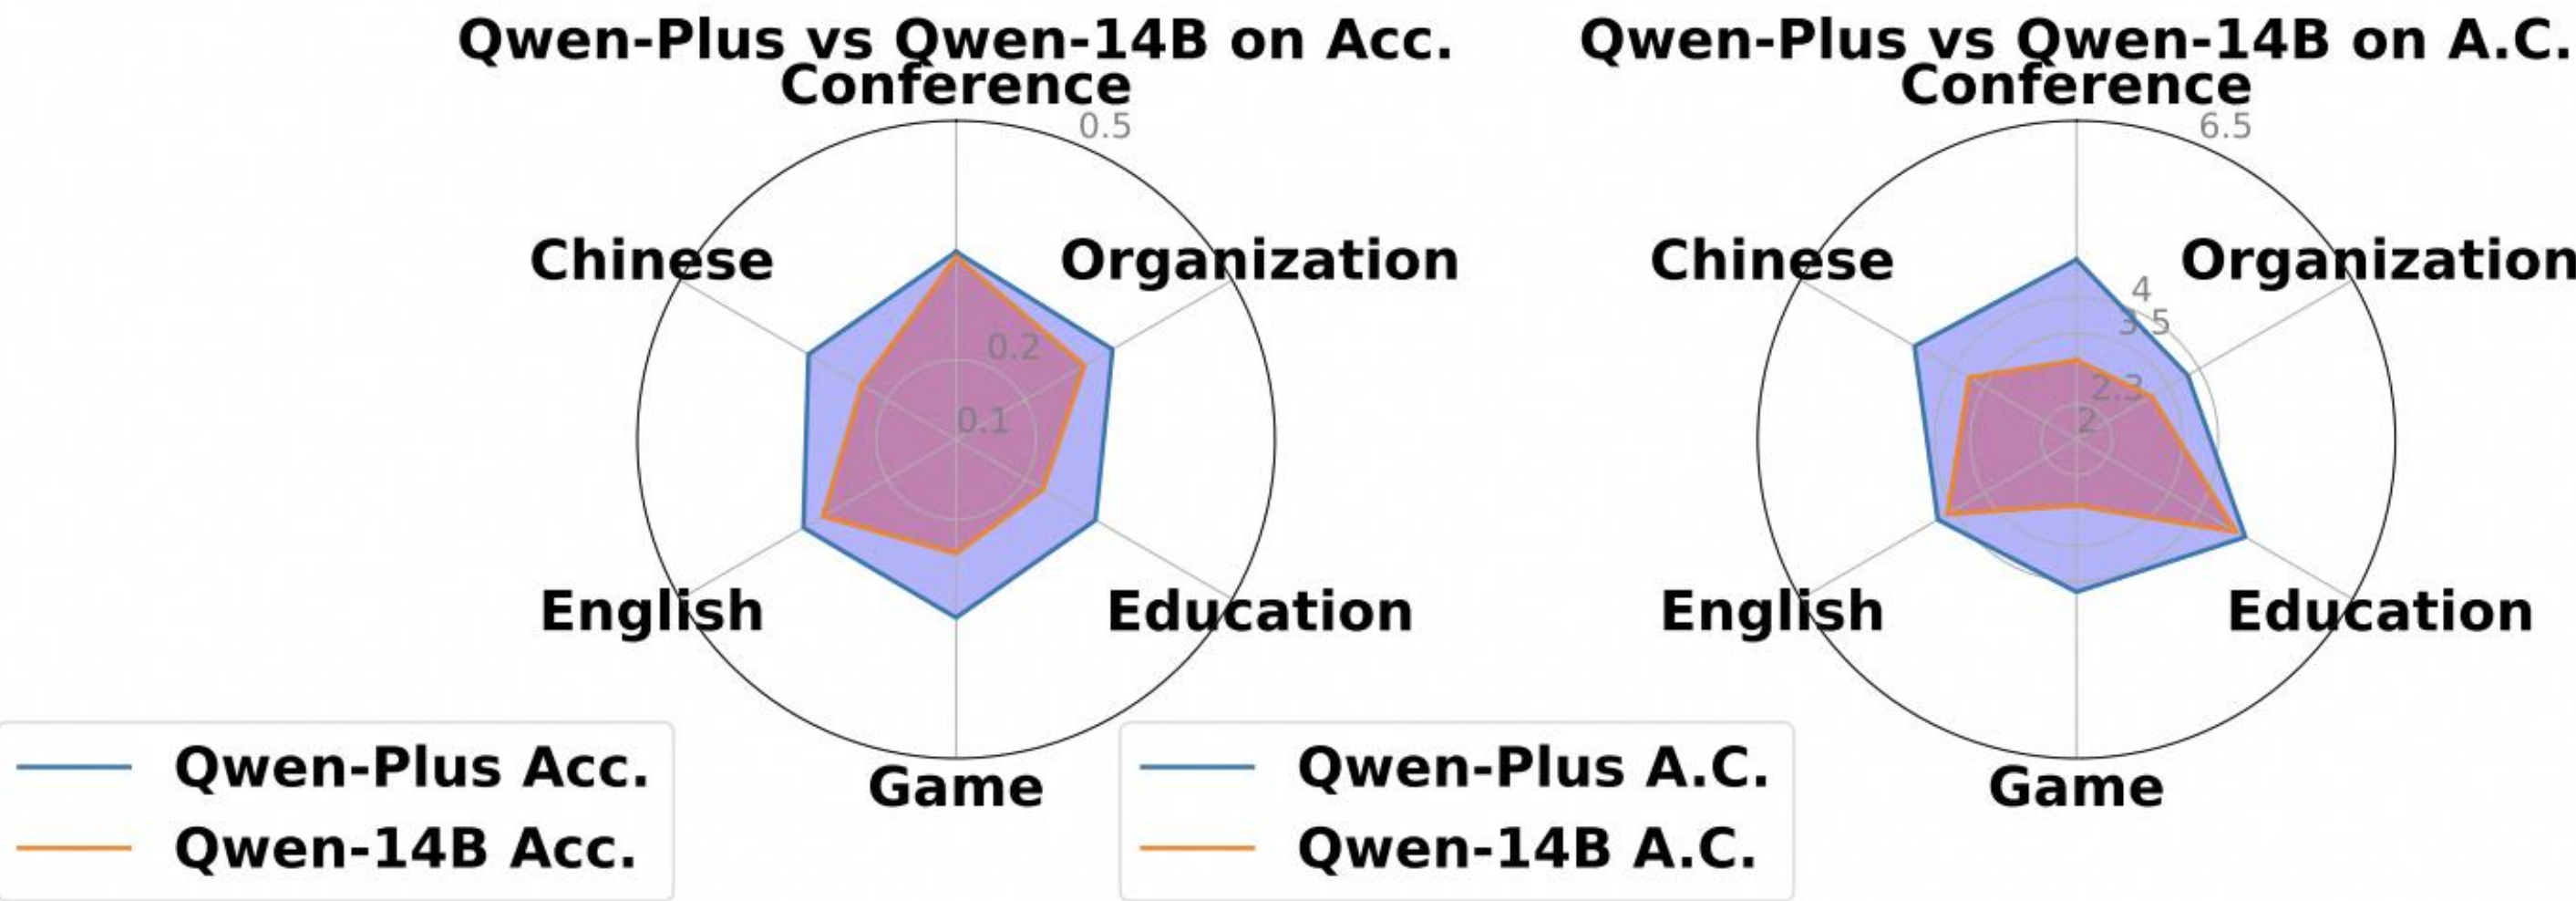 Qwen-Plus vs Qwen-14B on Acc.
Conference
0.5
Chinese
Organization
0.2
0.1
English
Education
Game
Qwen-Plus Acc.
Qwen-14B Acc.
Qwen-Plus vs Qwen-14B on A.C.
Conference
6.5
Chinese
Organization
4
3.5
2.3
2
English
Education
Game
Qwen-Plus A.C.
Qwen-14B A.C.